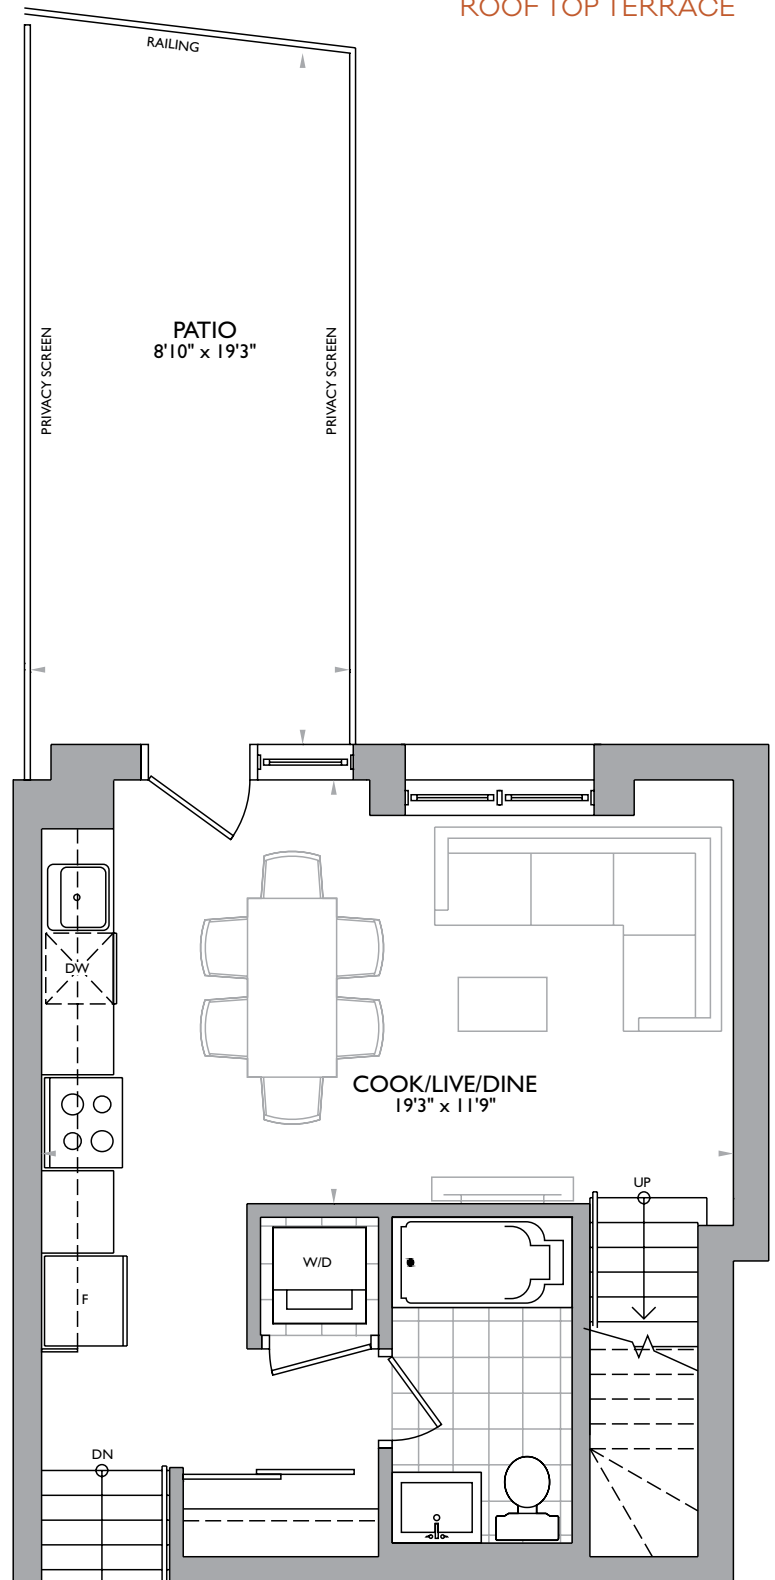 ROOF TOP TERRACE
RAILING
PRIVACY SCREEN
PATIO
8'10" x 19'3"
PRIVACY SCREEN
DW
COOK/LIVE/DINE
19'3" x 11'9"
UP
W/D
F
DN